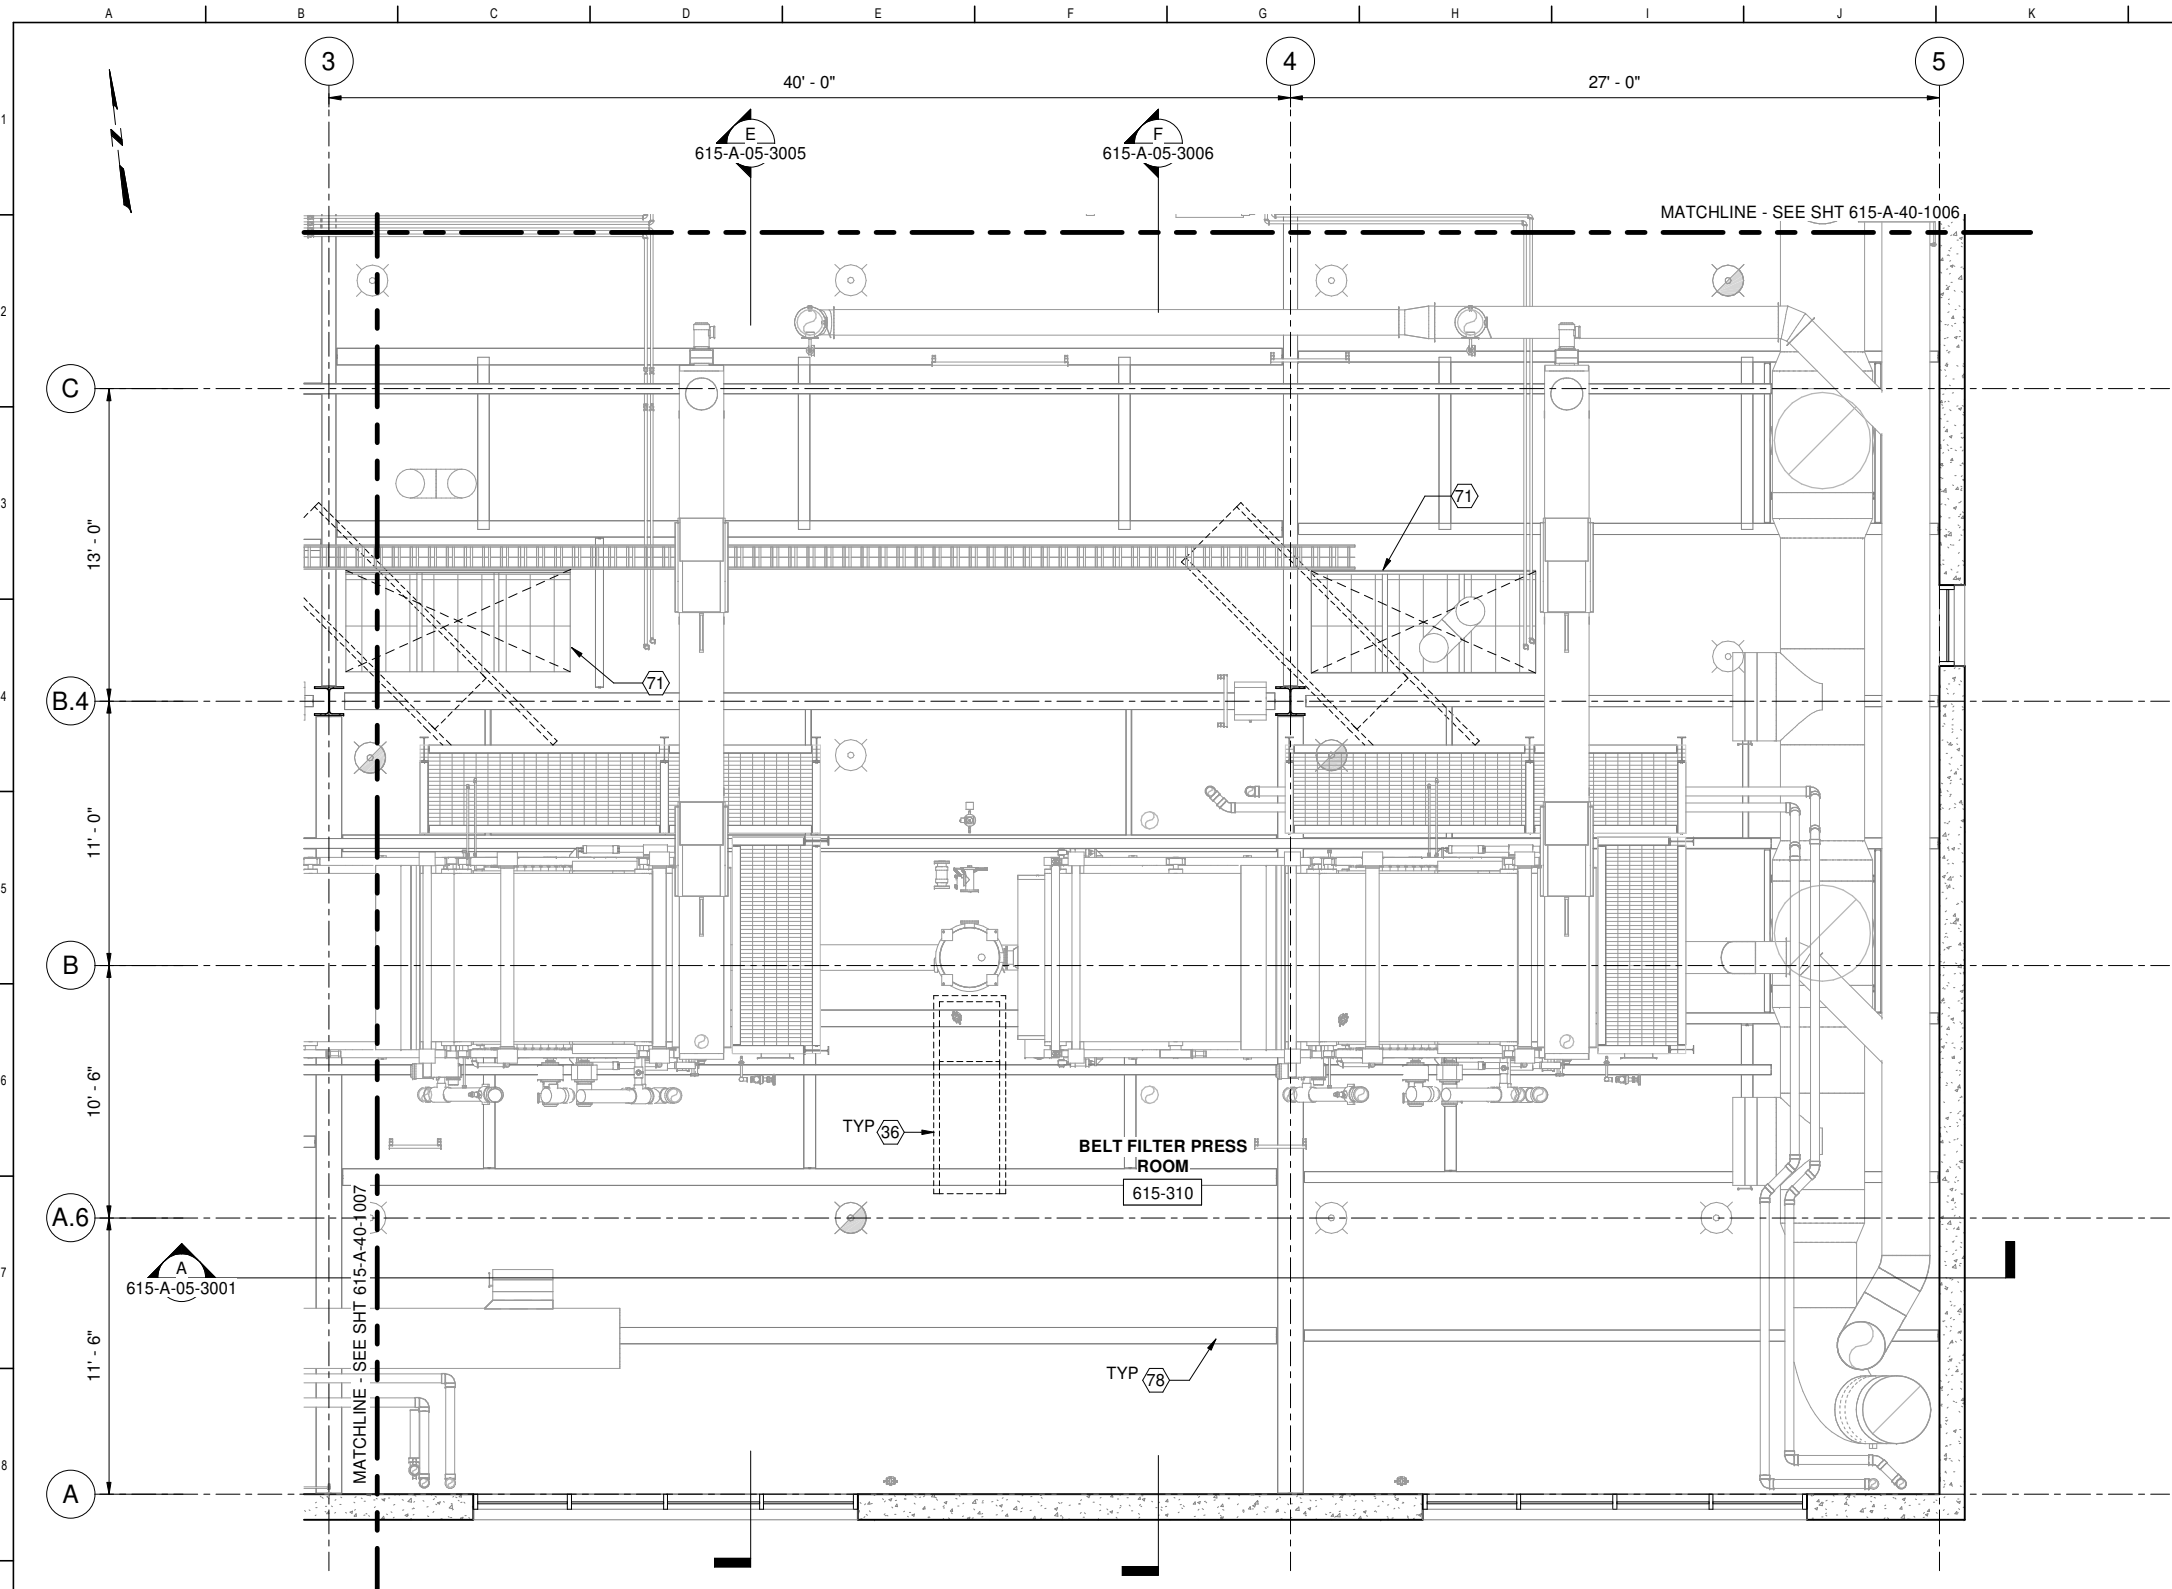 A B C D E F G H I J K
3 4 5
40' - 0" 27' - 0"
1
N
E
615-A-05-3005
F
615-A-05-3006
MATCHLINE - SEE SHT 615-A-40-1006
2
C
3
71
13' - 0"
71
B.4
4
11' - 0"
5
B
6
10' - 6"
TYP 36
BELT FILTER PRESS
ROOM
615-310
A.6
MATCHLINE - SEE SHT 615-A-40-1007
A
615-A-05-3001
7
11' - 6"
TYP 78
8
A